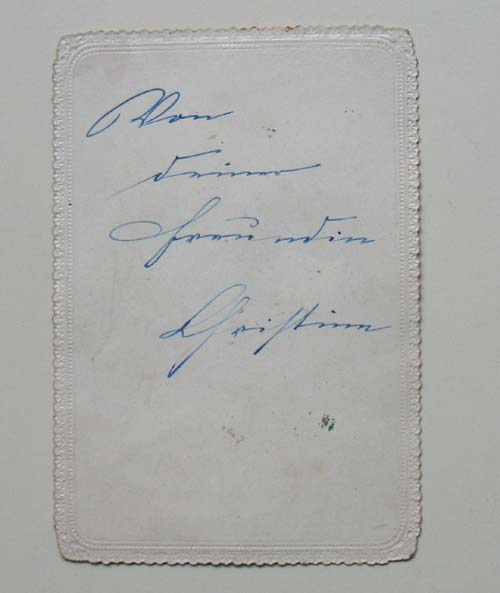 Von
deiner
Freundin
Christine